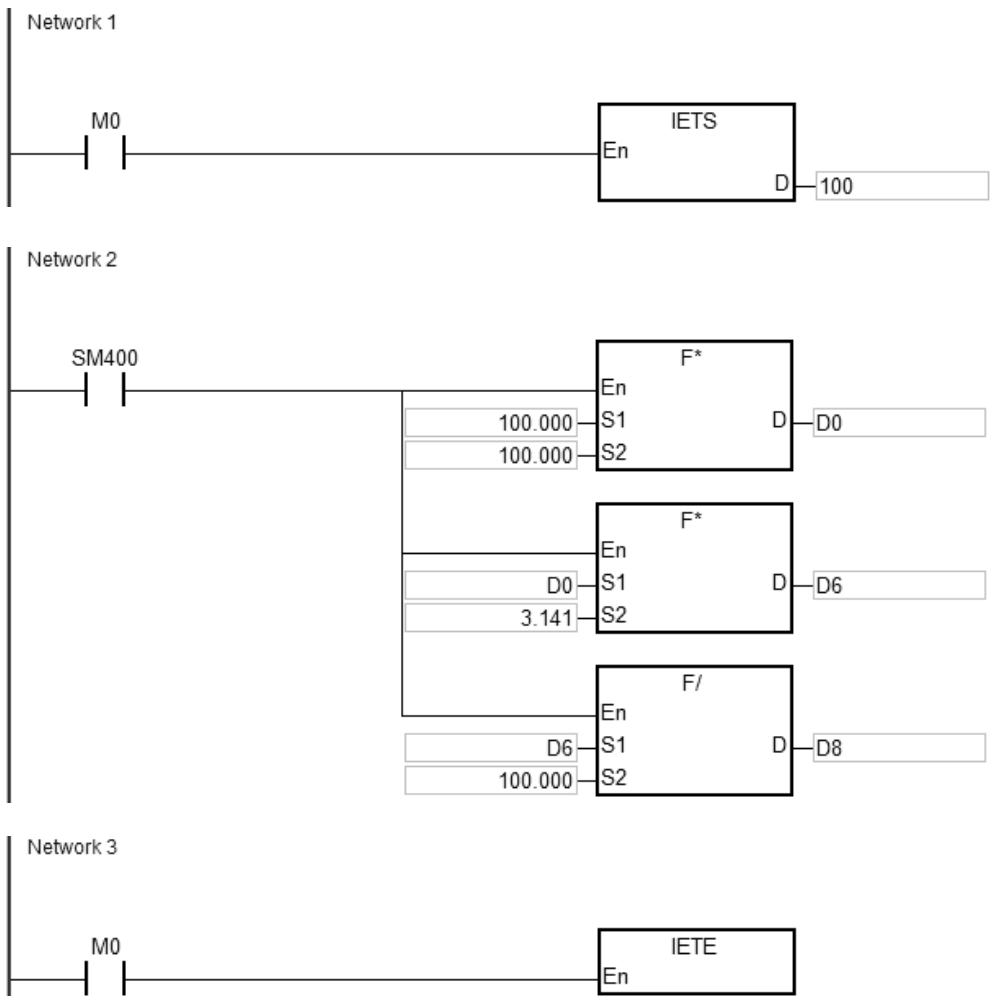 Network 1
M0
IETS
En
D 100
Network 2
SM400
F*
En
100.000 S1 D D0
100.000 S2
F*
En
D0 S1 D D6
3.141 S2
F/
En
D6 S1 D D8
100.000 S2
Network 3
M0
IETE
En